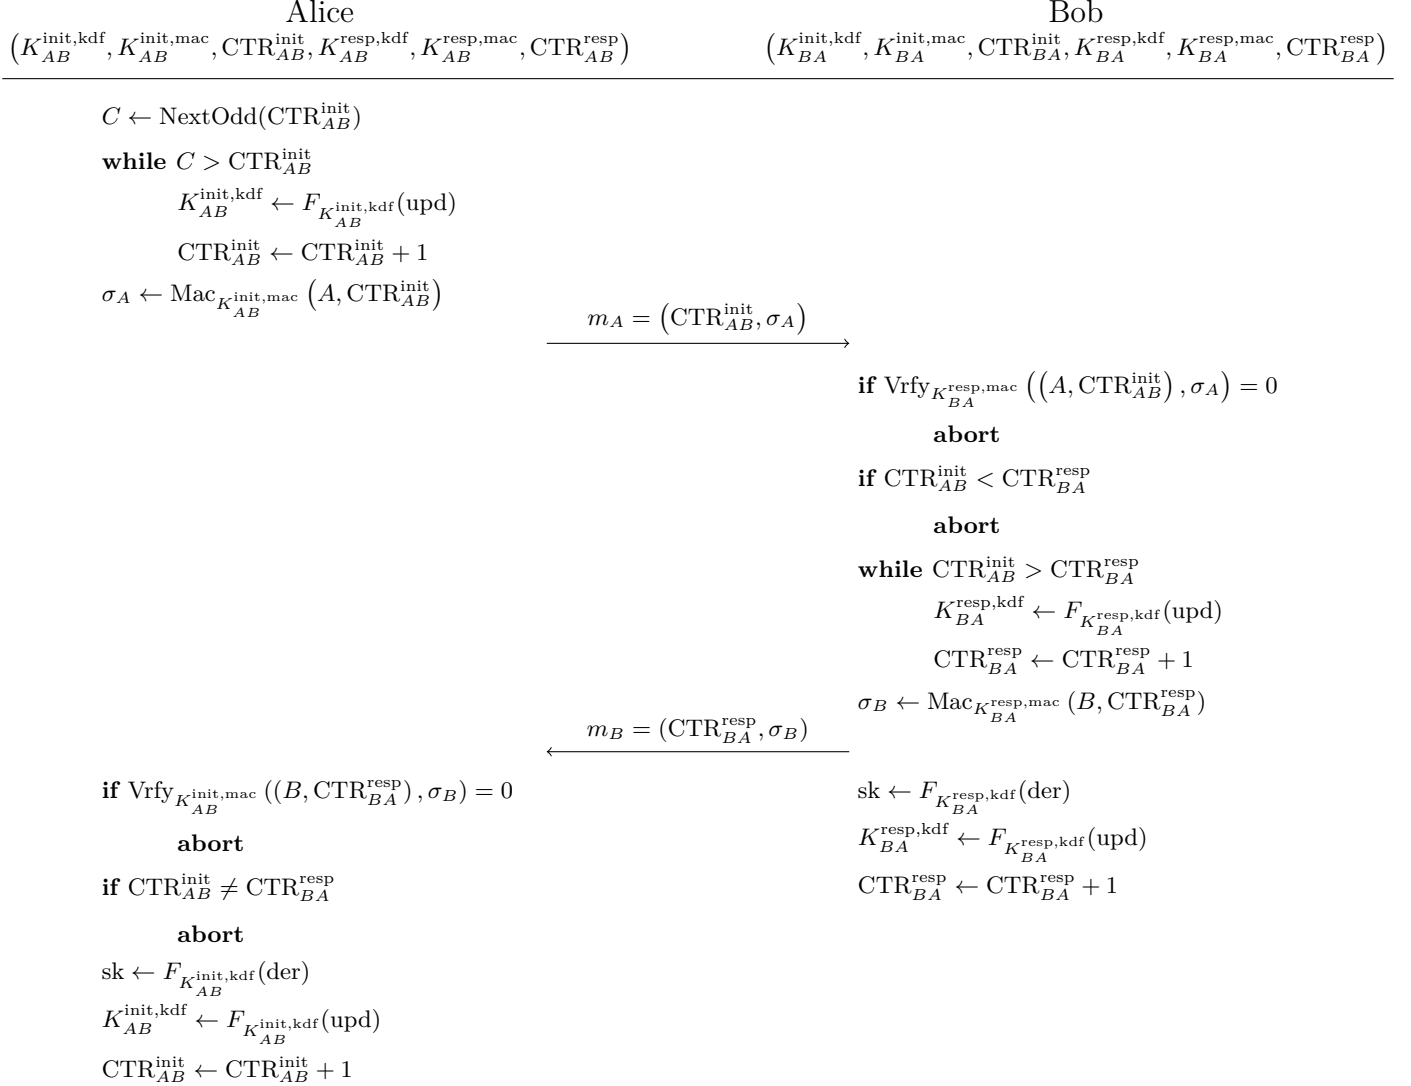 Alice
(K_{AB}^{init,kdf}, K_{AB}^{init,mac}, CTR_{AB}^{init}, K_{AB}^{resp,kdf}, K_{AB}^{resp,mac}, CTR_{AB}^{resp})
Bob
(K_{BA}^{init,kdf}, K_{BA}^{init,mac}, CTR_{BA}^{init}, K_{BA}^{resp,kdf}, K_{BA}^{resp,mac}, CTR_{BA}^{resp})
C ← NextOdd(CTR_{AB}^{init})
while C > CTR_{AB}^{init}
K_{AB}^{init,kdf} ← F_{K_{AB}^{init,kdf}}(upd)
CTR_{AB}^{init} ← CTR_{AB}^{init} + 1
σ_A ← Mac_{K_{AB}^{init,mac}} (A, CTR_{AB}^{init})
m_A = (CTR_{AB}^{init}, σ_A)
if Vrfy_{K_{BA}^{resp,mac}} ((A, CTR_{AB}^{init}), σ_A) = 0
abort
if CTR_{AB}^{init} < CTR_{BA}^{resp}
abort
while CTR_{AB}^{init} > CTR_{BA}^{resp}
K_{BA}^{resp,kdf} ← F_{K_{BA}^{resp,kdf}}(upd)
CTR_{BA}^{resp} ← CTR_{BA}^{resp} + 1
σ_B ← Mac_{K_{BA}^{resp,mac}} (B, CTR_{BA}^{resp})
m_B = (CTR_{BA}^{resp}, σ_B)
if Vrfy_{K_{AB}^{init,mac}} ((B, CTR_{BA}^{resp}), σ_B) = 0
abort
if CTR_{AB}^{init} ≠ CTR_{BA}^{resp}
abort
sk ← F_{K_{AB}^{init,kdf}}(der)
K_{AB}^{init,kdf} ← F_{K_{AB}^{init,kdf}}(upd)
CTR_{AB}^{init} ← CTR_{AB}^{init} + 1
sk ← F_{K_{BA}^{resp,kdf}}(der)
K_{BA}^{resp,kdf} ← F_{K_{BA}^{resp,kdf}}(upd)
CTR_{BA}^{resp} ← CTR_{BA}^{resp} + 1